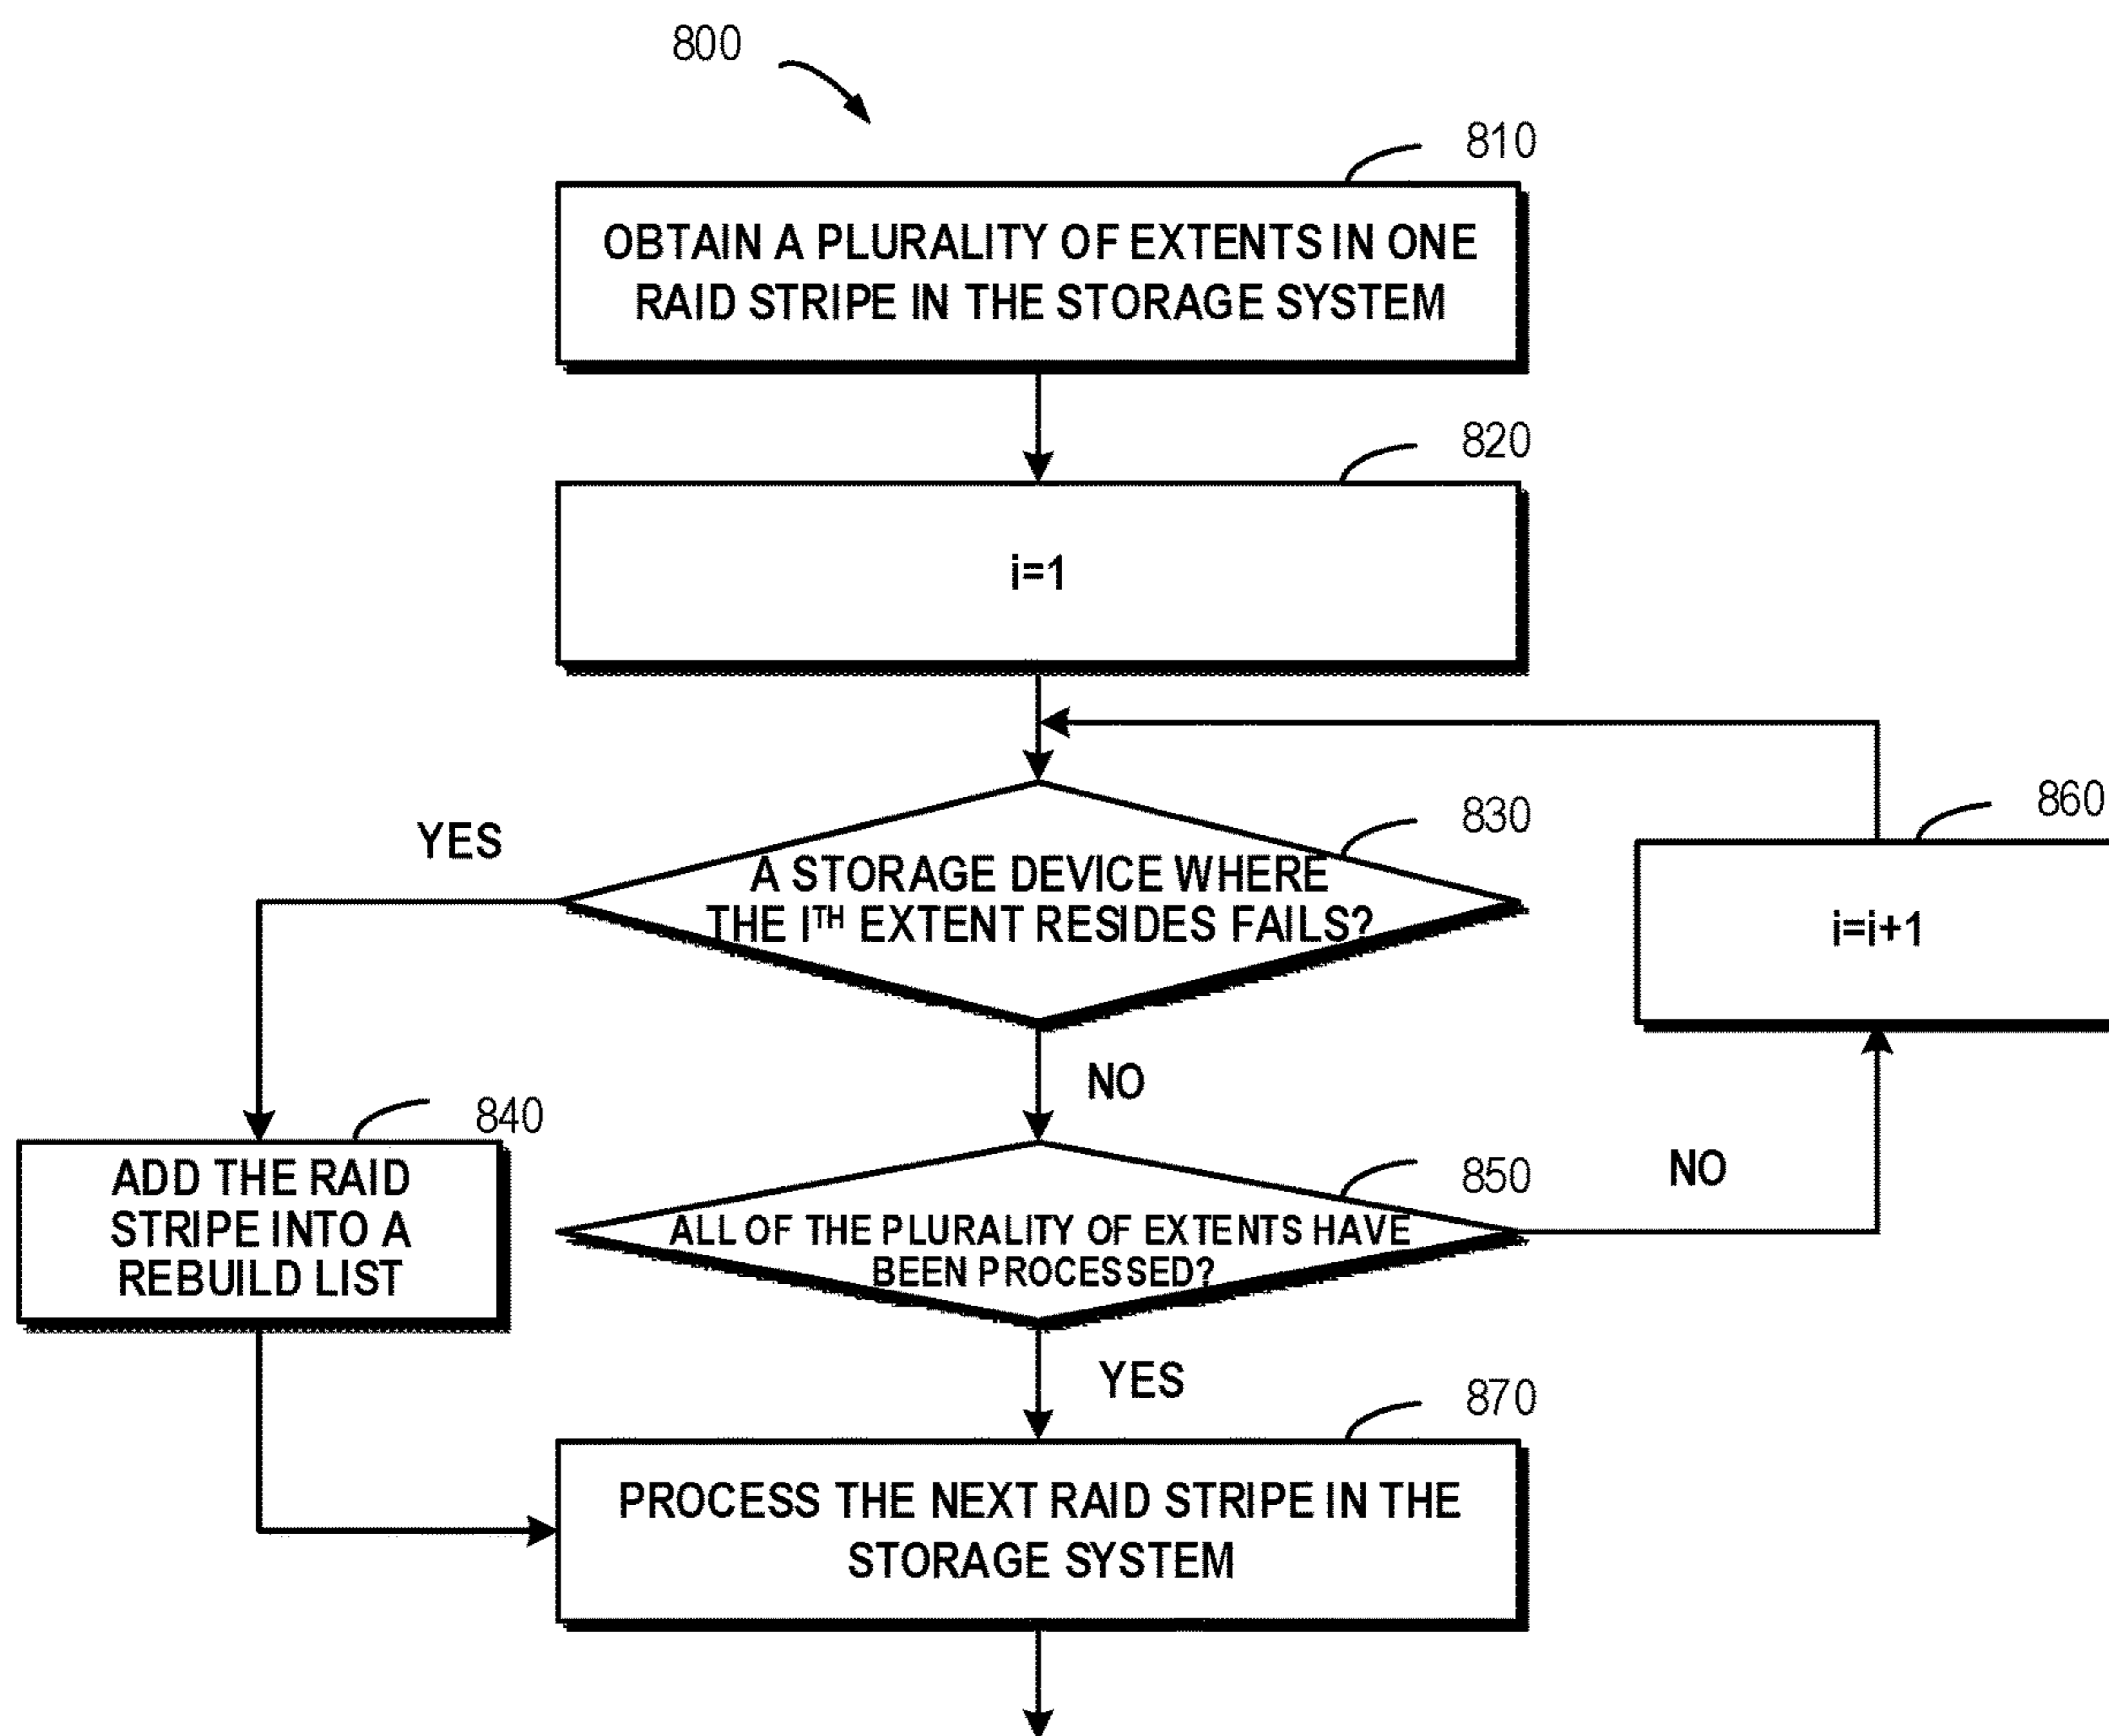 800
810
OBTAIN A PLURALITY OF EXTENTS IN ONE
RAID STRIPE IN THE STORAGE SYSTEM
820
i=1
830
YES
A STORAGE DEVICE WHERE
THE ITH EXTENT RESIDES FAILS?
860
i=i+1
NO
840
ADD THE RAID
STRIPE INTO A
REBUILD LIST
850
NO
ALL OF THE PLURALITY OF EXTENTS HAVE
BEEN PROCESSED?
YES
870
PROCESS THE NEXT RAID STRIPE IN THE
STORAGE SYSTEM